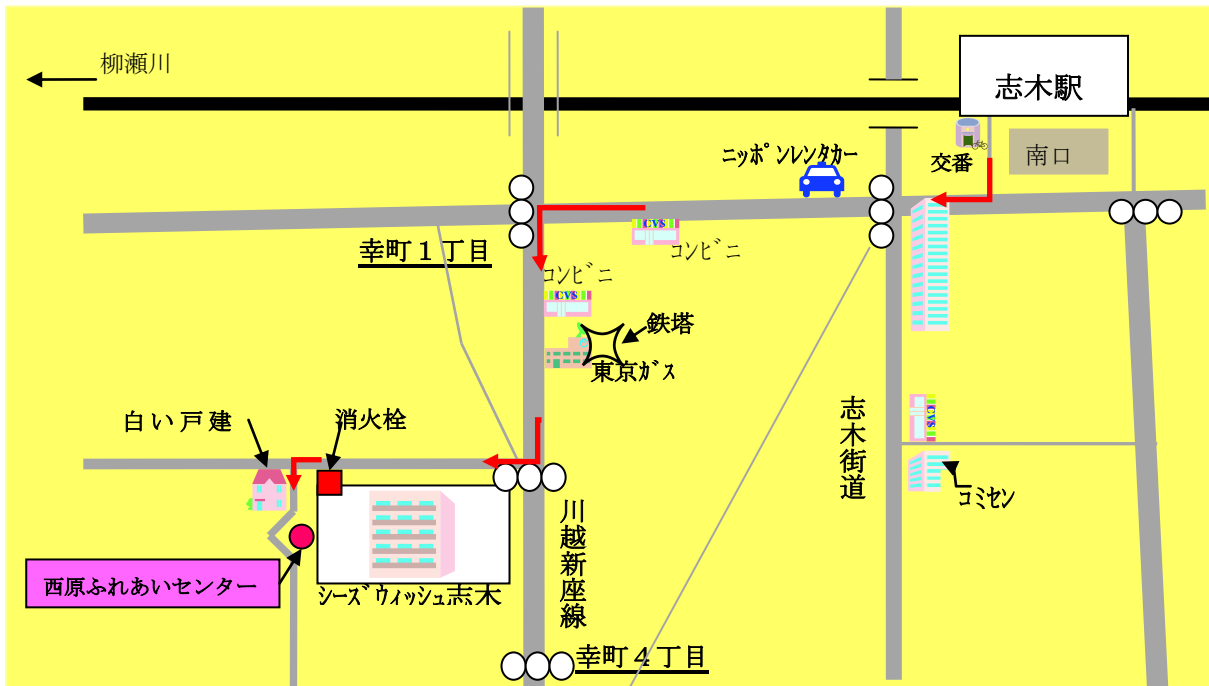 柳瀬川
志木駅
ニッポンレンタカー
交番
南口
幸町１丁目
CVS
コンビニ
コンビニ
CVS
鉄塔
東京ガス
白い戸建
消火栓
志木街道
CVS
コミセン
川越新座線
西原ふれあいセンター
シーズウィッシュ志木
幸町４丁目